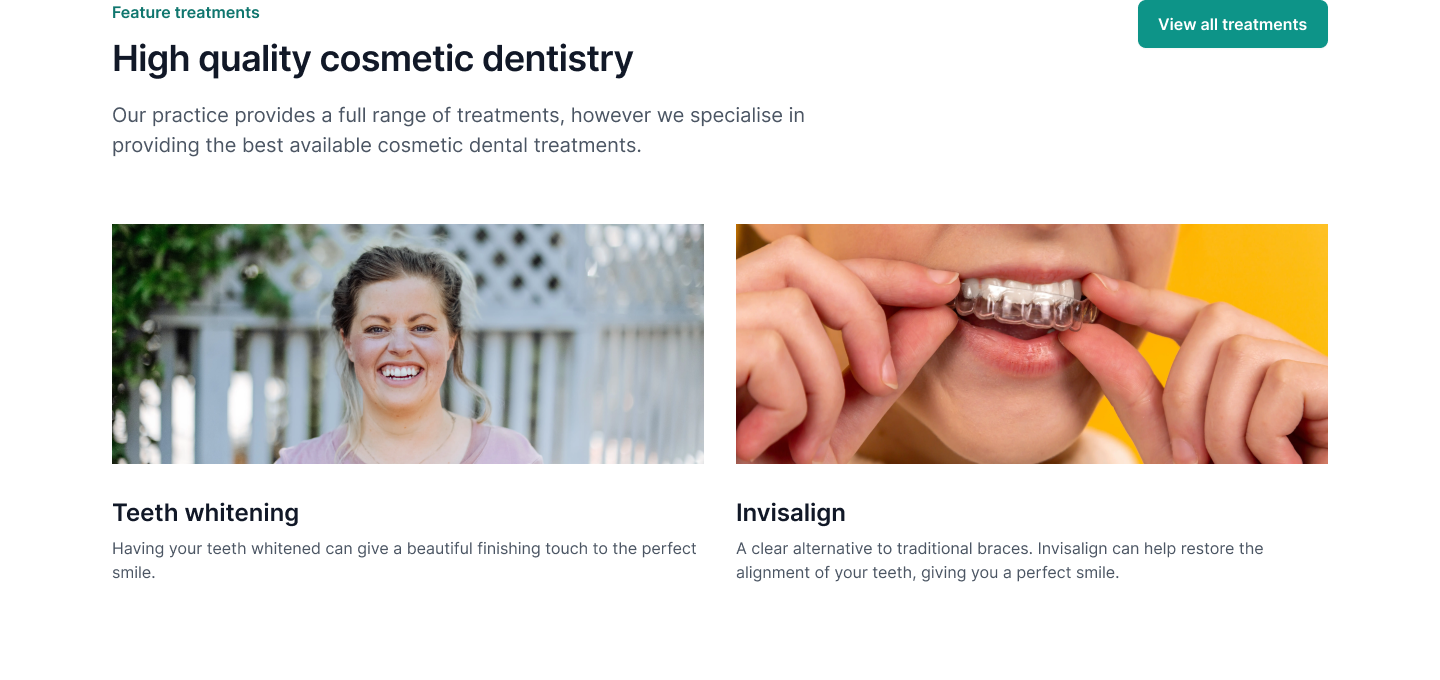 Feature treatments
View all treatments
High quality cosmetic dentistry
Our practice provides a full range of treatments, however we specialise in
providing the best available cosmetic dental treatments.
Teeth whitening
Having your teeth whitened can give a beautiful finishing touch to the perfect
smile.
Invisalign
A clear alternative to traditional braces. Invisalign can help restore the
alignment of your teeth, giving you a perfect smile.